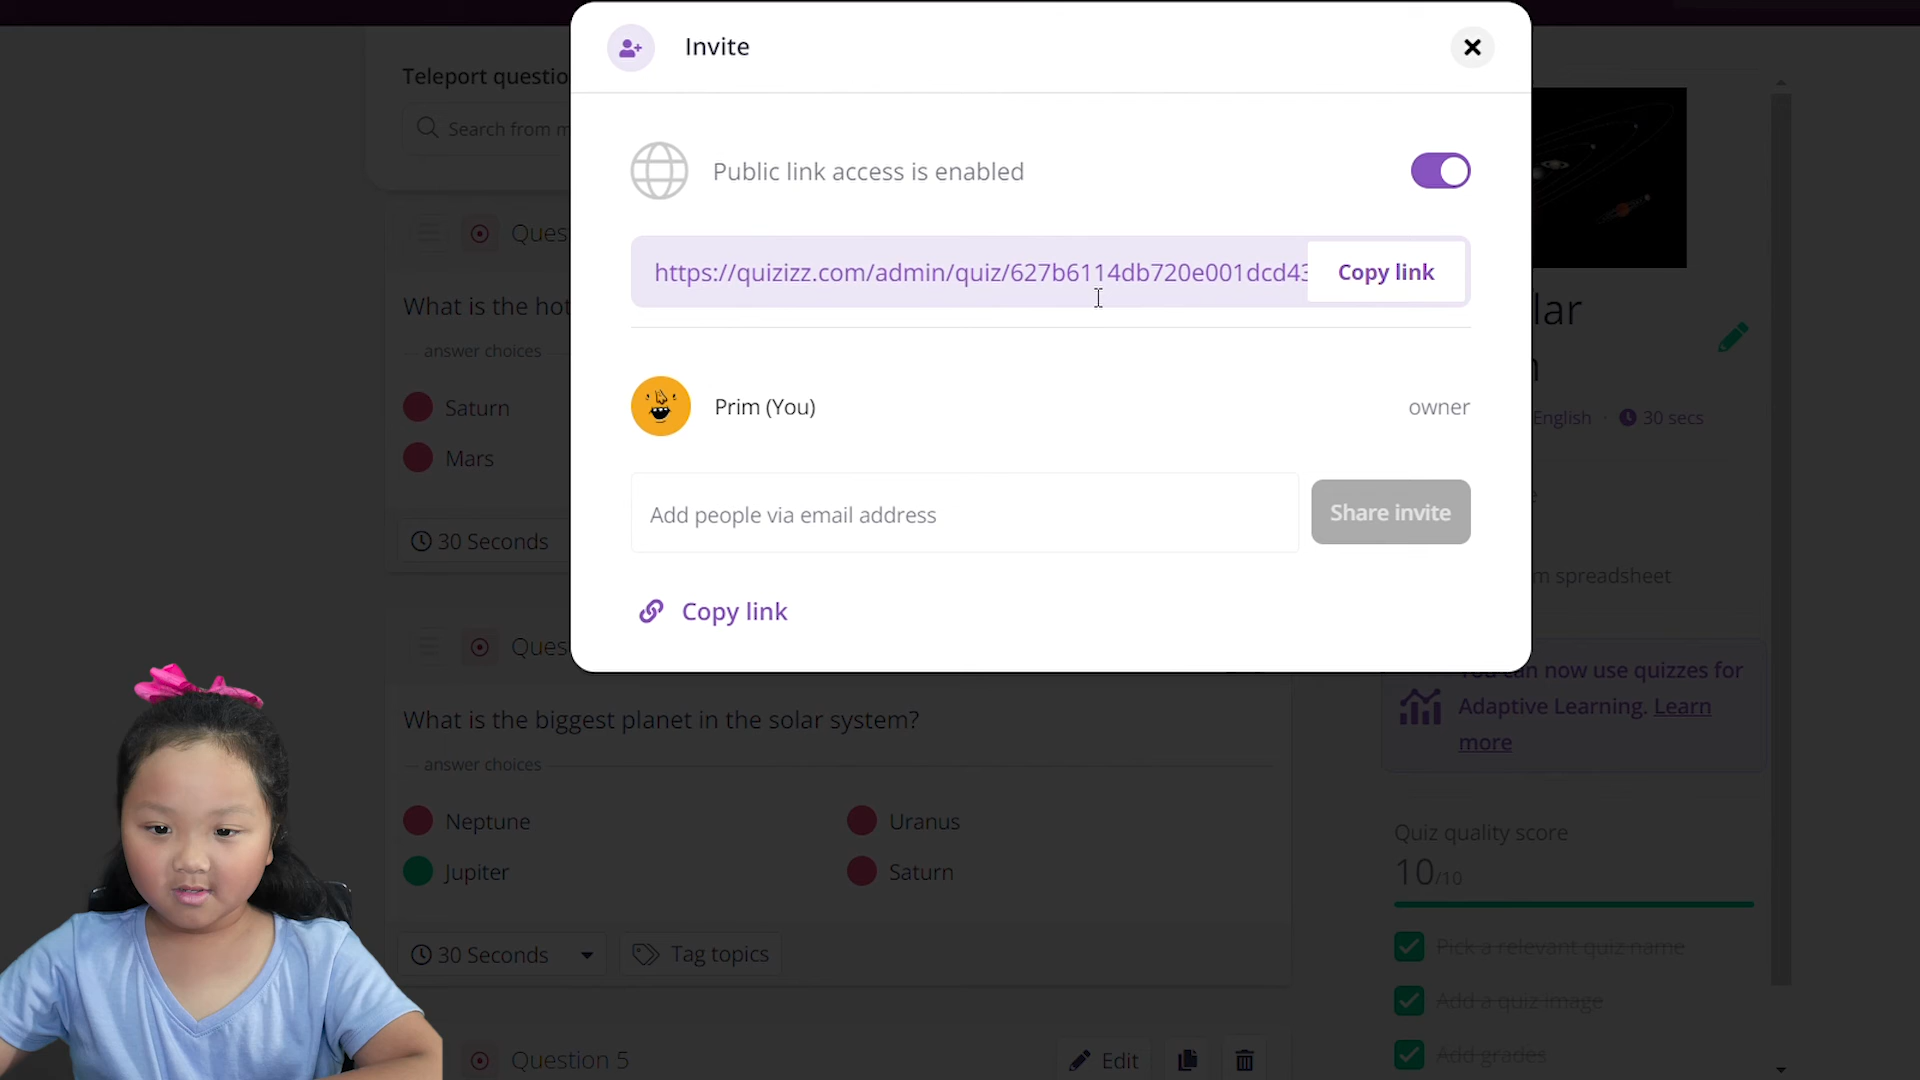 Invite
Teleport questio
Search from m
Public link access is enabled
https://quizizz.com/admin/quiz/627b6114db720e001dcd43
Copy link
Ques
What is the hot
answer choices
Saturn
Mars
30 Seconds
Prim (You)
owner
Add people via email address
Share invite
Copy link
lar
English
30 secs
m spreadsheet
You can now use quizzes for
Adaptive Learning. Learn
more
Ques
What is the biggest planet in the solar system?
answer choices
Neptune
Uranus
Jupiter
Saturn
30 Seconds
Tag topics
Quiz quality score
10/10
Pick a relevant quiz name
Add a quiz image
Add grades
Question 5
Edit